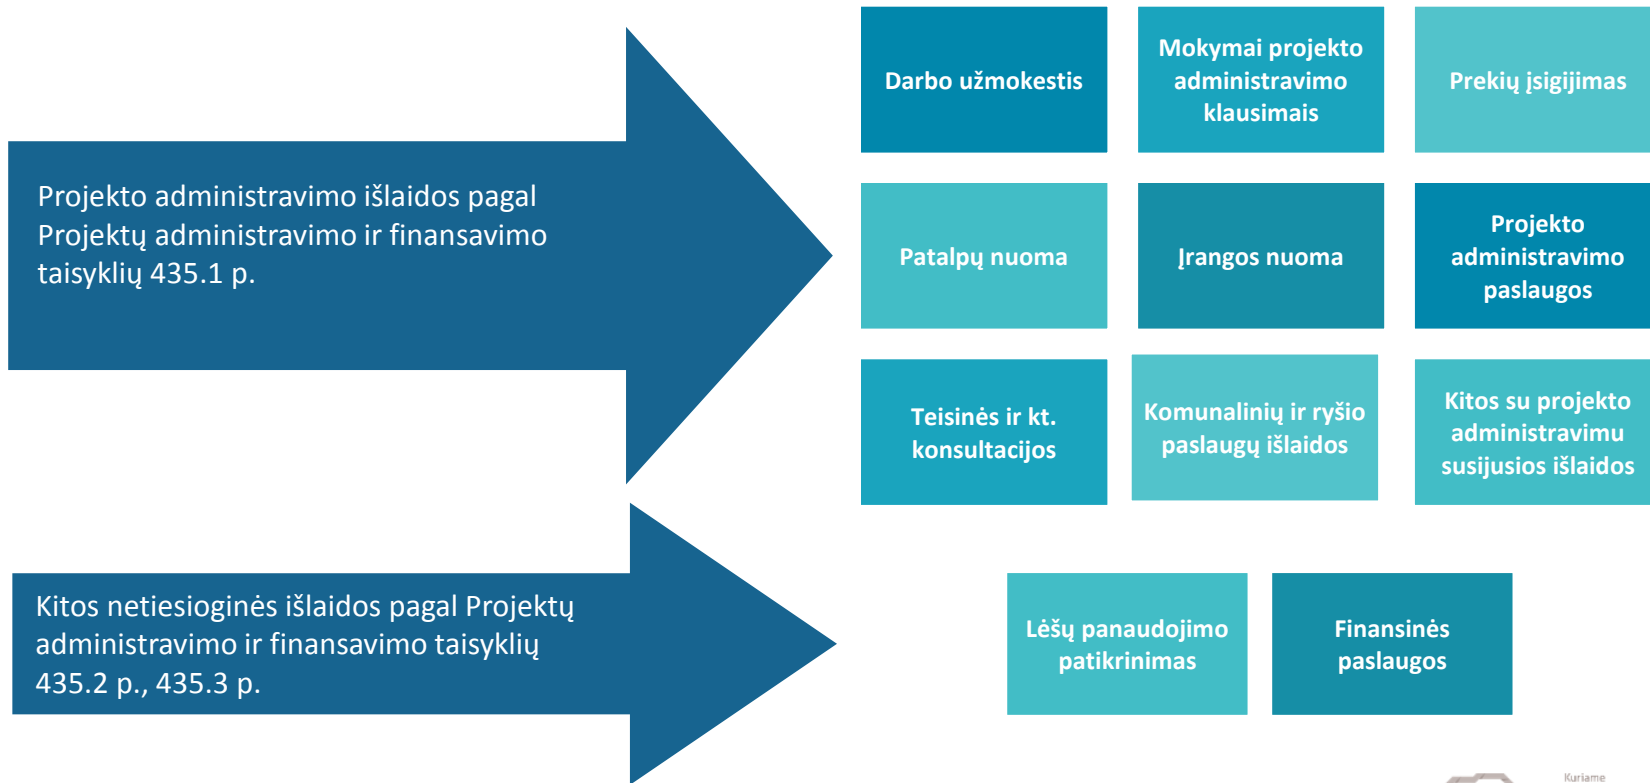 Darbo užmokestis
Mokymai projekto
administravimo
klausimais
Prekių įsigijimas
Projekto administravimo išlaidos pagal
Projektų administravimo ir finansavimo
taisyklių 435.1 p.
Patalpų nuoma
Įrangos nuoma
Projekto
administravimo
paslaugos
Teisinės ir kt.
konsultacijos
Komunalinių ir ryšio
paslaugų išlaidos
Kitos su projekto
administravimu
susijusios išlaidos
Kitos netiesioginės išlaidos pagal Projektų
administravimo ir finansavimo taisyklių
435.2 p., 435.3 p.
Lėšų panaudojimo
patikrinimas
Finansinės
paslaugos
Kuriame